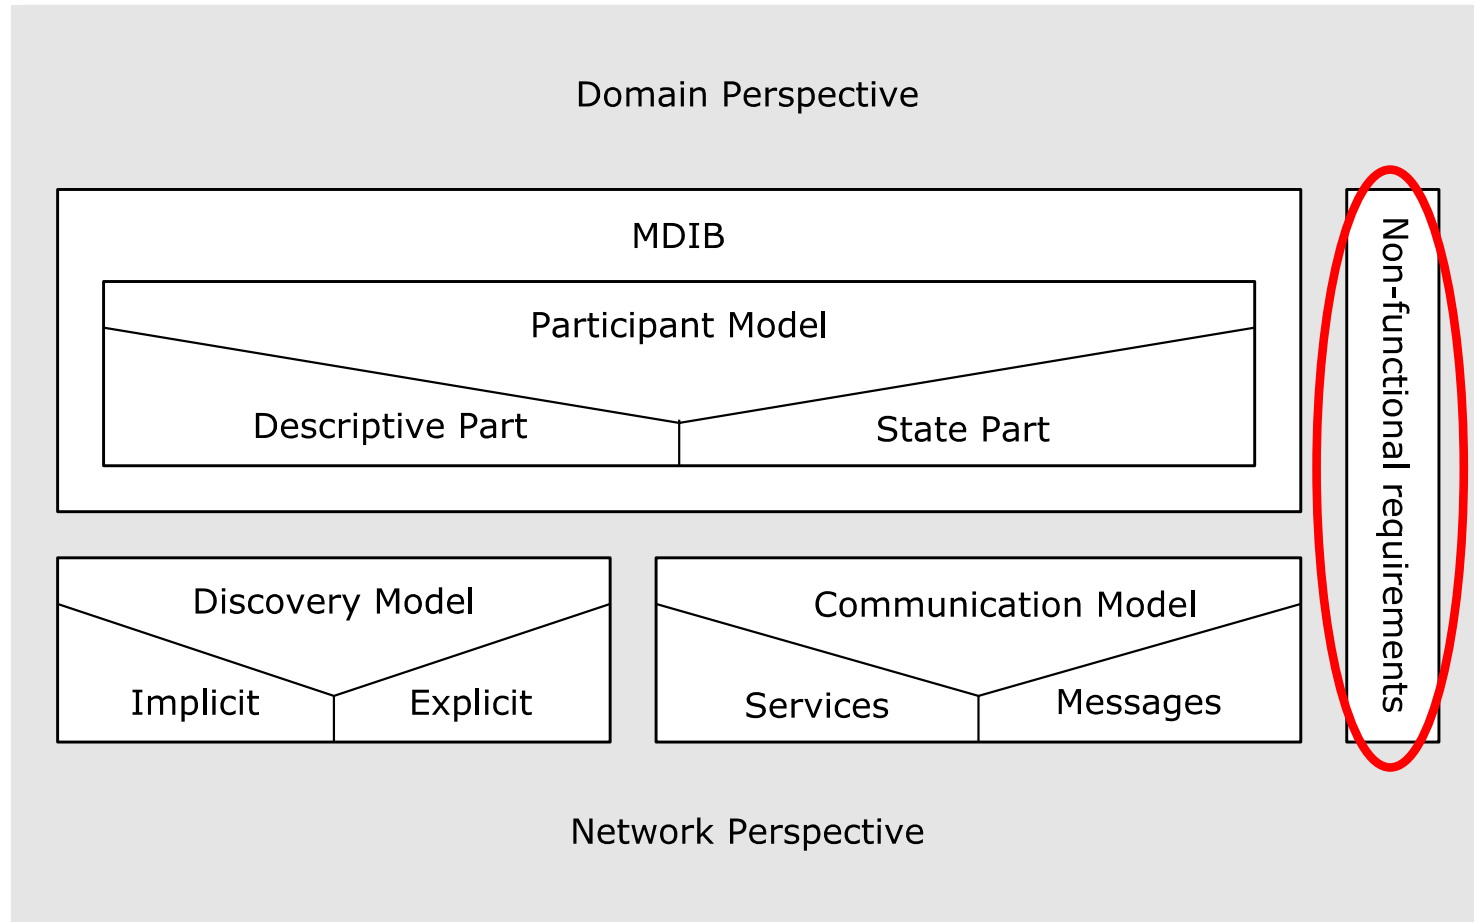 Domain Perspective
MDIB
Participant Model
Descriptive Part
State Part
Discovery Model
Implicit
Explicit
Communication Model
Services
Messages
Non-functional requirements
Network Perspective